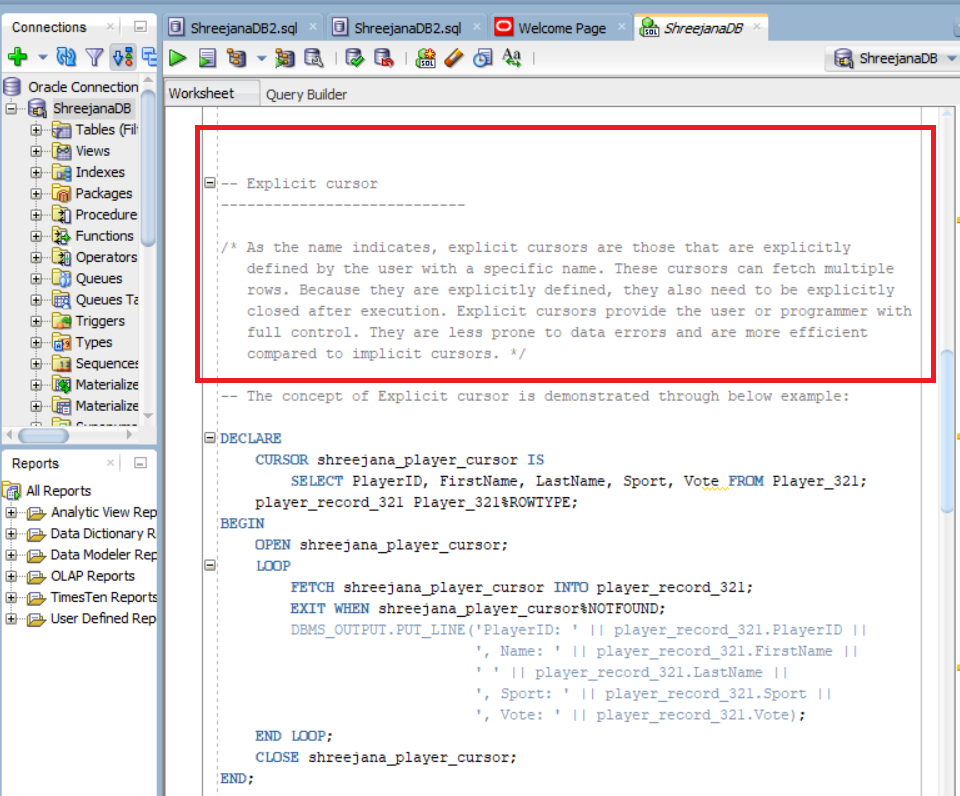 Connections
ShreejanaDB2.sql
ShreejanaDB2.sql
Welcome Page
ShreejanaDB
SQL
SQL
Aa
ShreejanaDB
Worksheet
Query Builder
Oracle Connection
ShreejanaDB
Tables (Fil
Views
Indexes
Packages
Procedure
Functions
Operators
Queues
Queues Ta
Triggers
Types
Sequences
Materialize
Materialize
Reports
All Reports
Analytic View Rep
Data Dictionary R
Data Modeler Rep
OLAP Reports
TimesTen Reports
User Defined Rep
-- Explicit cursor
----------------------------
/* As the name indicates, explicit cursors are those that are explicitly
defined by the user with a specific name. These cursors can fetch multiple
rows. Because they are explicitly defined, they also need to be explicitly
closed after execution. Explicit cursors provide the user or programmer with
full control. They are less prone to data errors and are more efficient
compared to implicit cursors. */
-- The concept of Explicit cursor is demonstrated through below example:
DECLARE
CURSOR shreejana_player_cursor IS
SELECT PlayerID, FirstName, LastName, Sport, Vote FROM Player_321;
player_record_321 Player_321%ROWTYPE;
BEGIN
OPEN shreejana_player_cursor;
LOOP
FETCH shreejana_player_cursor INTO player_record_321;
EXIT WHEN shreejana_player_cursor%NOTFOUND;
DBMS_OUTPUT.PUT_LINE('PlayerID: ' || player_record_321.PlayerID ||
', Name: ' || player_record_321.FirstName ||
' ' || player_record_321.LastName ||
', Sport: ' || player_record_321.Sport ||
', Vote: ' || player_record_321.Vote);
END LOOP;
CLOSE shreejana_player_cursor;
END;